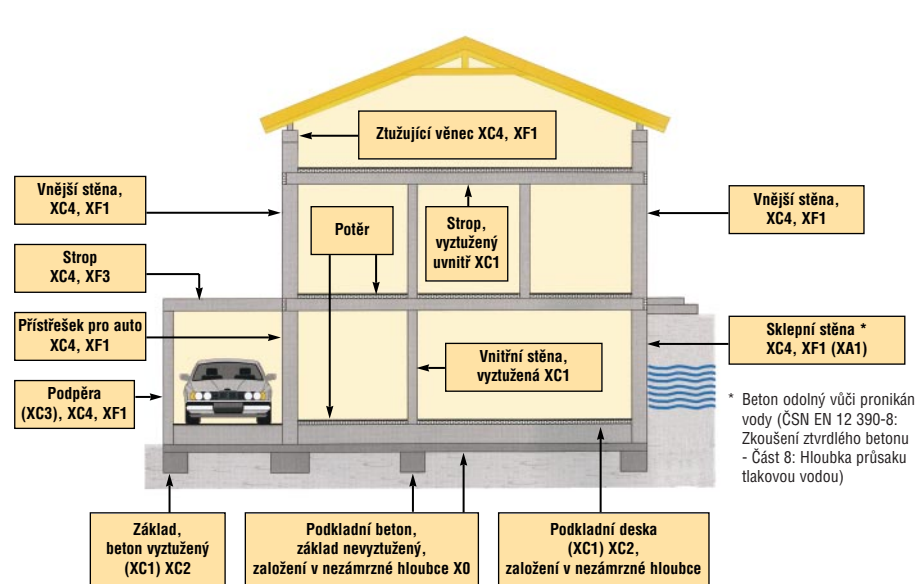 Ztužující věnec XC4, XF1
Vnější stěna,
XC4, XF1
Potěr
Strop,
vyztužený
uvnitř XC1
Vnější stěna,
XC4, XF1
Strop
XC4, XF3
Přístřešek pro auto
XC4, XF1
Sklepní stěna *
XC4, XF1 (XA1)
Vnitřní stěna,
vyztužená XC1
Podpěra
(XC3), XC4, XF1
* Beton odolný vůči pronikán
vody (ČSN EN 12 390-8:
Zkoušení ztvrdlého betonu
- Část 8: Hloubka průsaku
tlakovou vodou)
Základ,
beton vyztužený
(XC1) XC2
Podkladní beton,
základ nevyztužený,
založení v nezámrzné hloubce X0
Podkladní deska
(XC1) XC2,
založení v nezámrzné hloubce